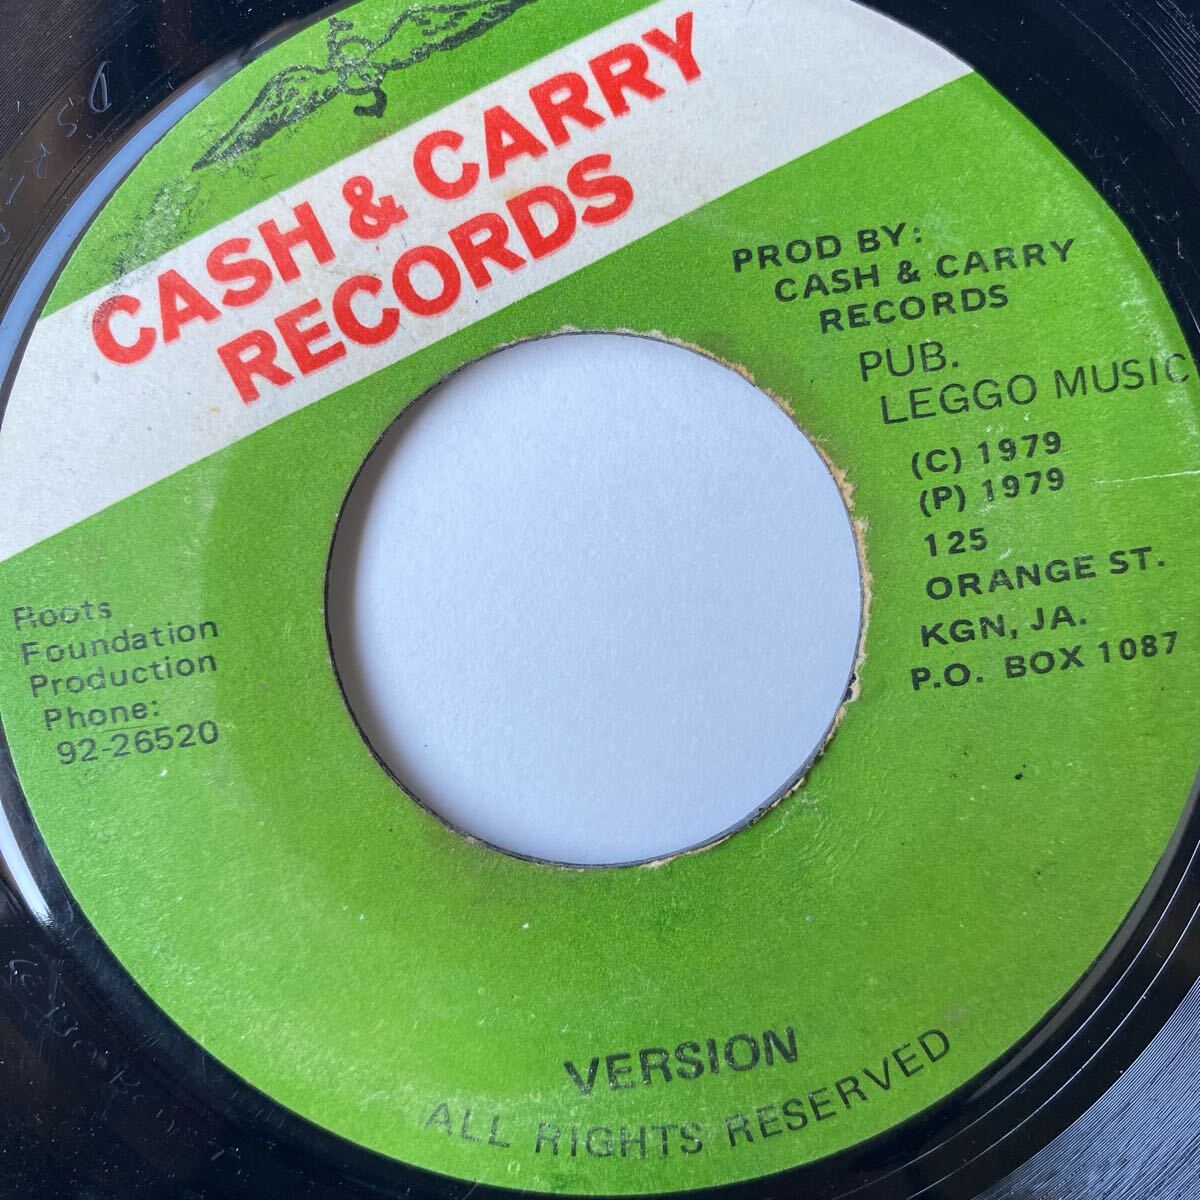 CASH & CARRY
RECORDS
PROD BY:
CASH & CARRY
RECORDS
PUB.
LEGGO MUSIC
(C) 1979
(P) 1979
125
ORANGE ST.
KGN, JA.
P.O. BOX 1087
Roots
Foundation
Production
Phone:
92-26520
VERSION
ALL RIGHTS RESERVED